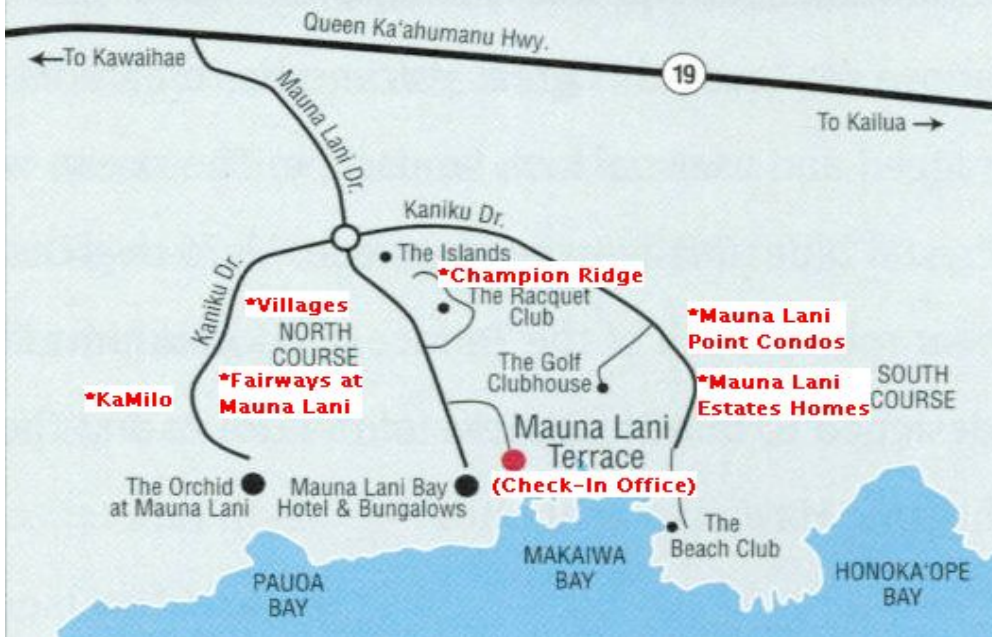 Queen Ka'ahumanu Hwy.
←To Kawaihae
19
To Kailua→
Mauna Lani Dr.
Kaniku Dr.
Kaniku Dr.
The Islands
*Champion Ridge
The Racquet
Club
*Villages
NORTH
COURSE
*Mauna Lani
Point Condos
The Golf
Clubhouse
*Fairways at
Mauna Lani
*KaMilo
*Mauna Lani
Estates Homes
SOUTH
COURSE
Mauna Lani
Terrace
(Check-In Office)
The Orchid
at Mauna Lani
Mauna Lani Bay
Hotel & Bungalows
The
Beach Club
PAUOA
BAY
MAKAIWA
BAY
HONOKA'OPE
BAY